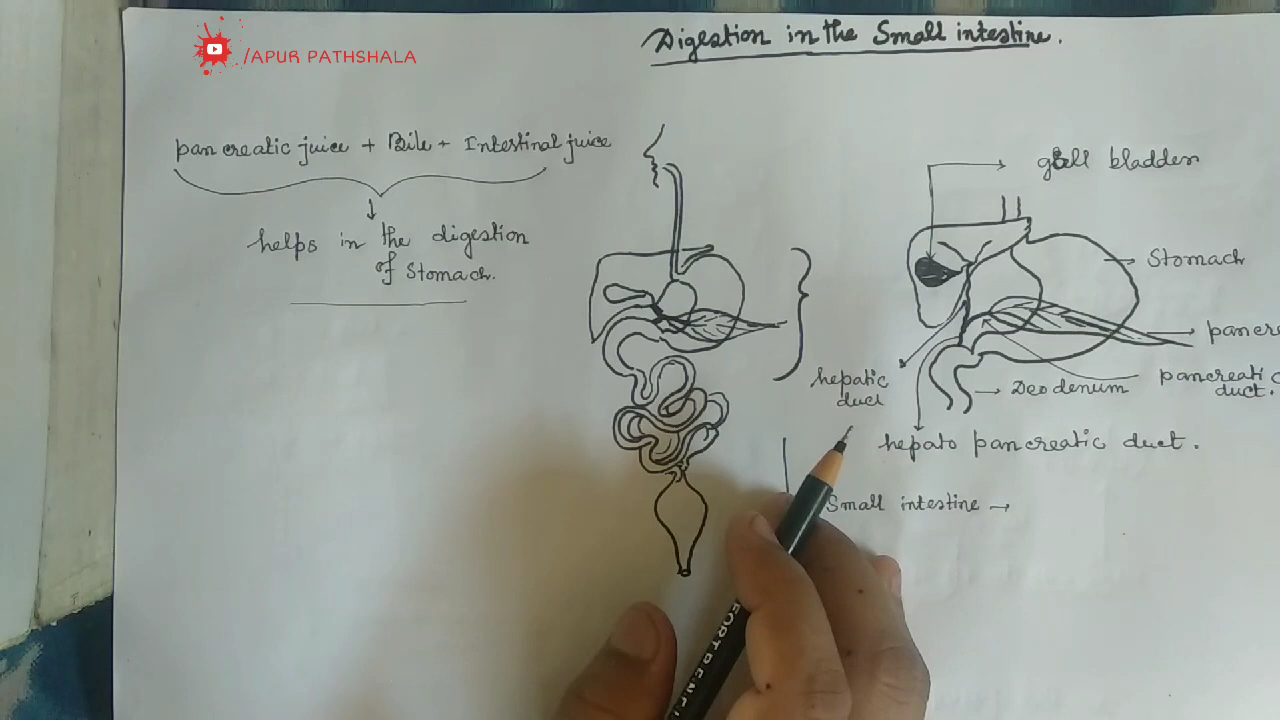 /APUR PATHSHALA
Digestion in the Small intestine.
pancreatic juice + Bile + Intestinal juice
helps in the digestion
of Stomach.
gall bladder
Stomach
pancre
pancreatic
duct.
hepatic
duct
Deodenum
hepato pancreatic duct.
Small intestine →